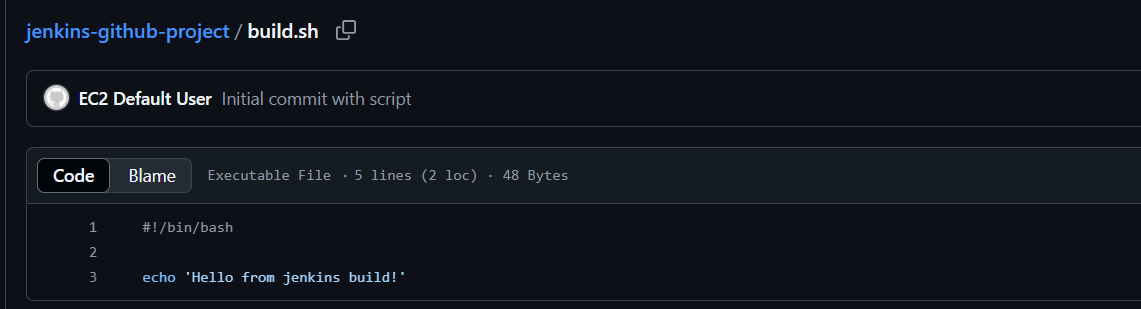 jenkins-github-project / build.sh
EC2 Default User Initial commit with script
Code Blame Executable File · 5 lines (2 loc) · 48 Bytes
1 #!/bin/bash
2
3 echo 'Hello from jenkins build!'